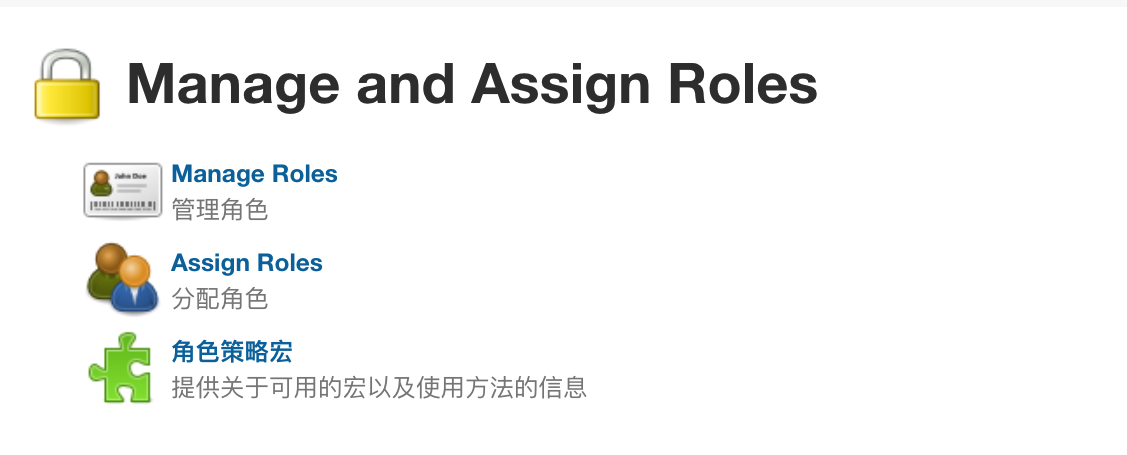 Manage and Assign Roles
John Doe
Manage Roles
管理角色
Assign Roles
分配角色
角色策略宏
提供关于可用的宏以及使用方法的信息